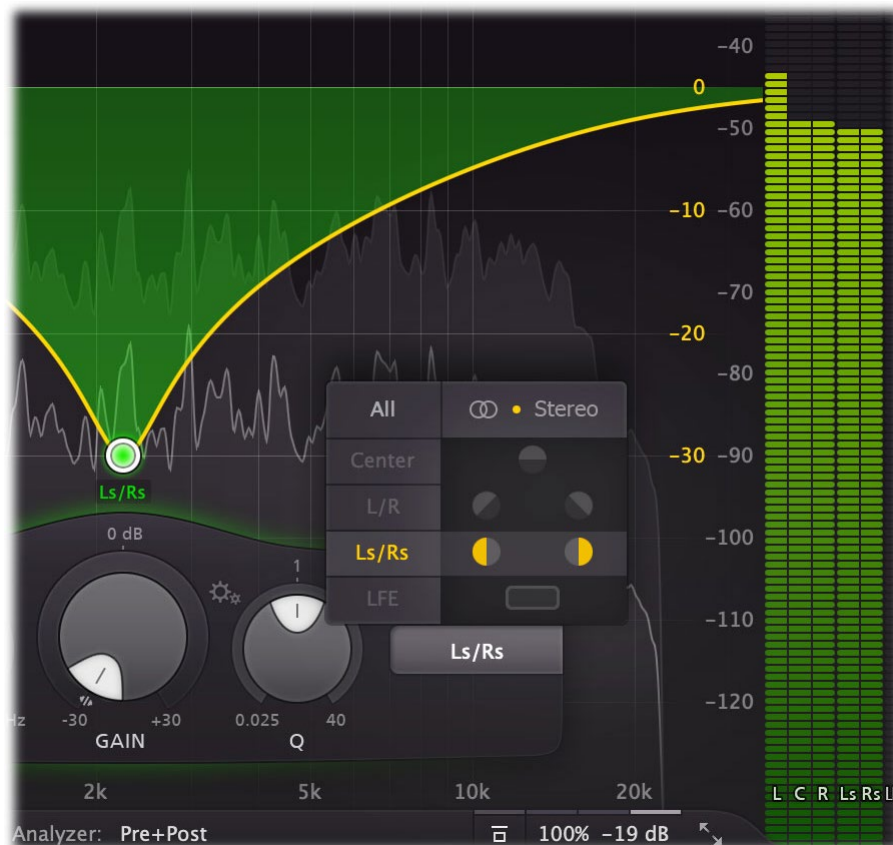 -40
0
-50
-10 -60
-70
-20
-80
All Stereo
Center
-30 -90
Ls/Rs
L/R
0 dB
-100
1
Ls/Rs
LFE
-110
Ls/Rs
-120
Hz -30 +30 0.025 40
GAIN Q
2k 5k 10k 20k
L C R Ls Rs
Analyzer: Pre+Post 100% -19 dB